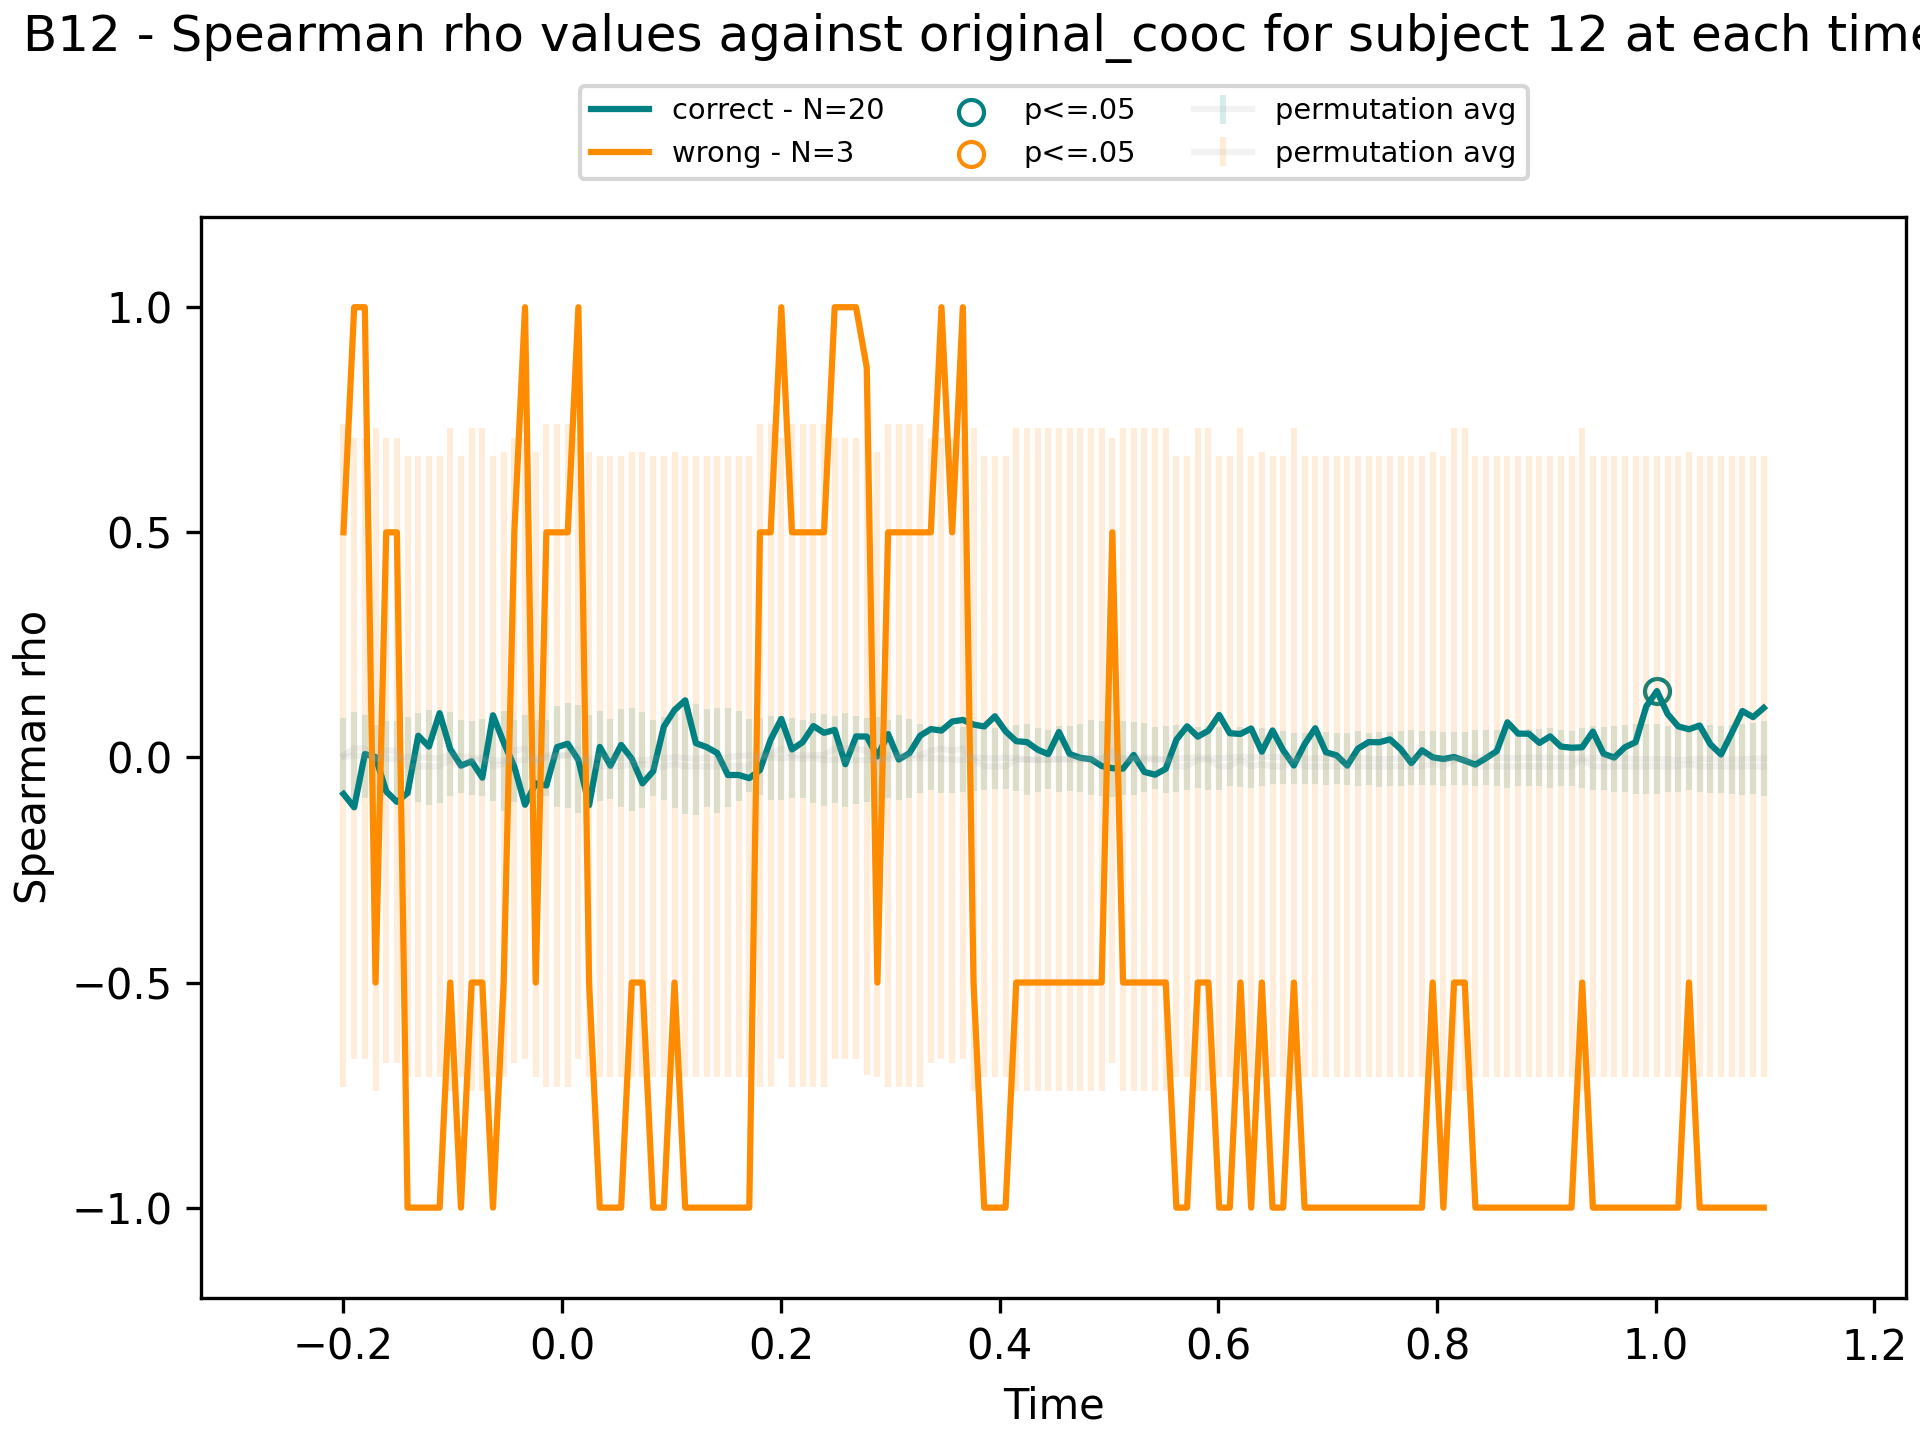 B12 - Spearman rho values against original_cooc for subject 12 at each time
correct - N=20
wrong - N=3
p<=.05
p<=.05
permutation avg
permutation avg
1.0
0.5
0.0
−0.5
−1.0
Spearman rho
−0.2 0.0 0.2 0.4 0.6 0.8 1.0 1.2
Time